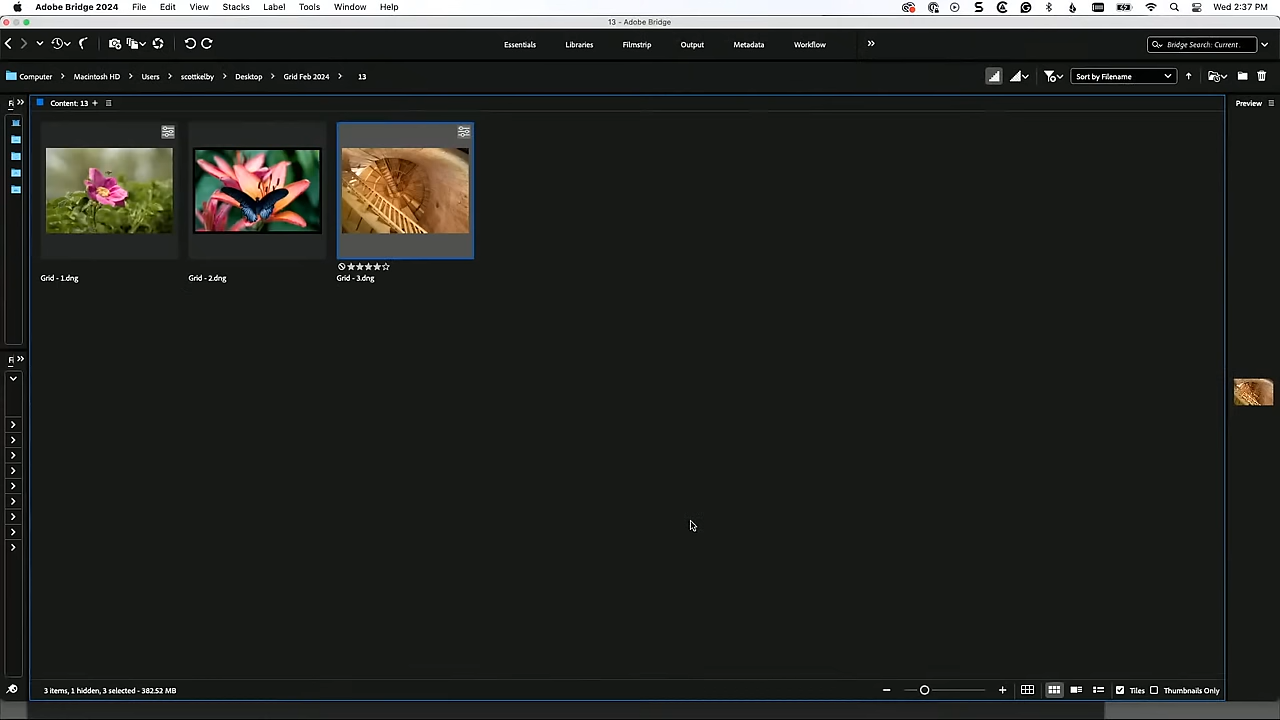 Adobe Bridge 2024 File Edit View Stacks Label Tools Window Help Wed 2:37 PM
13 - Adobe Bridge
Essentials Libraries Filmstrip Output Metadata Workflow Bridge Search: Current .
Computer Macintosh HD Users scottkelby Desktop Grid Feb 2024 13 Sort by Filename
Content: 13 Preview
Grid - 1.dng Grid - 2.dng Grid - 3.dng
3 items, 1 hidden, 3 selected - 382.52 MB Tiles Thumbnails Only